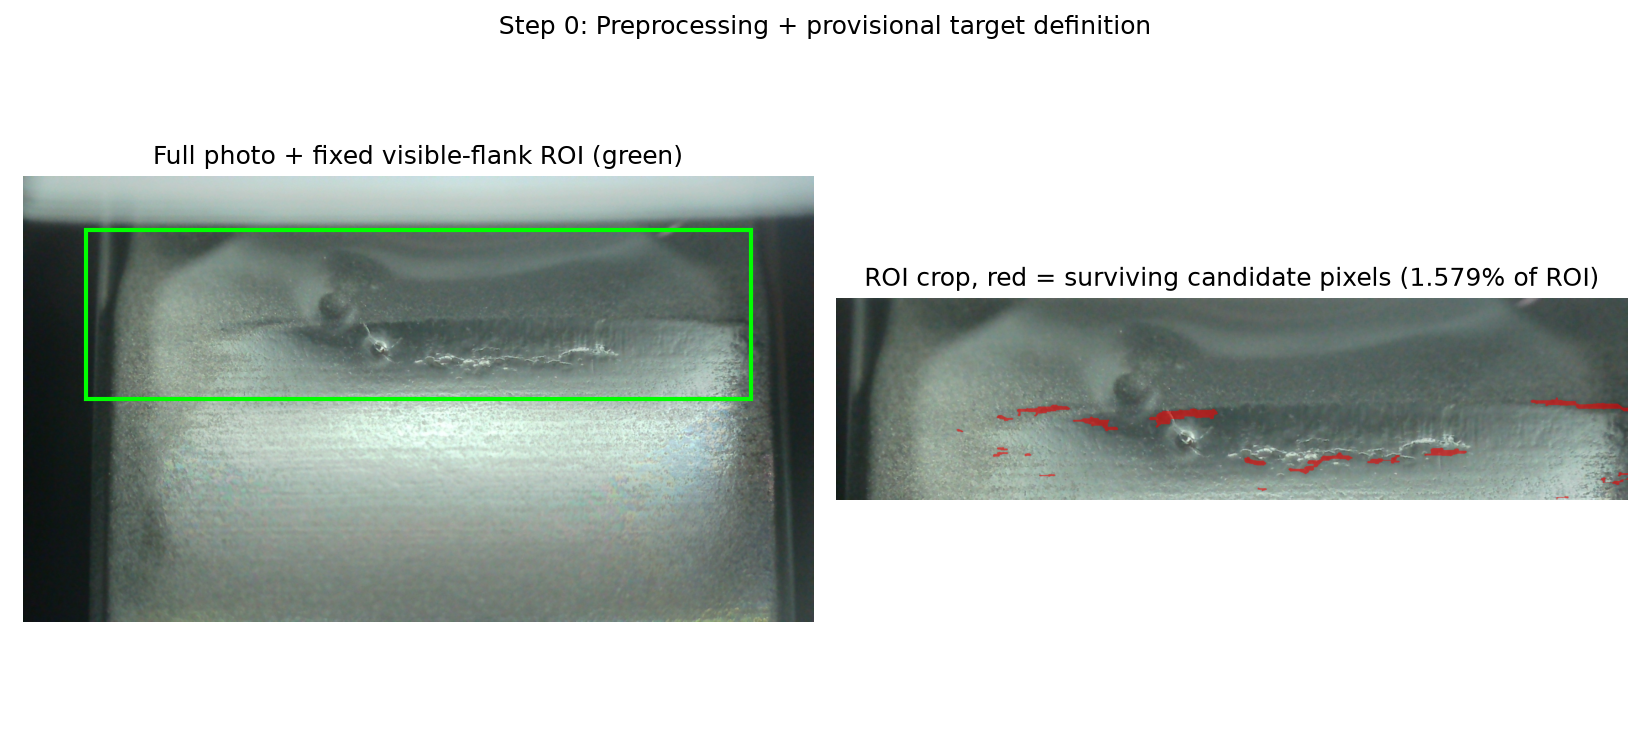 Step 0: Preprocessing + provisional target definition
Full photo + fixed visible-flank ROI (green)
ROI crop, red = surviving candidate pixels (1.579% of ROI)